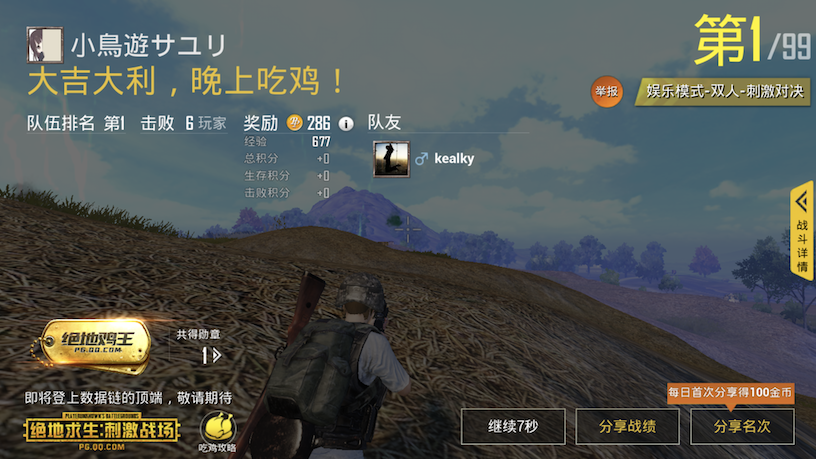 小鳥遊サユリ
大吉大利，晚上吃鸡！
第1/99
举报
娱乐模式-双人-刺激对决
队伍排名 第1 击败 6 玩家 奖励 286 i 队友
经验 677
总积分 +0
生存积分 +0
击败积分 +0
kealky
战斗详情
绝地鸡王
PG.QQ.COM
共得勋章
1
即将登上数据链的顶端，敬请期待
PLAYERUNKNOWN'S BATTLEGROUNDS
绝地求生:刺激战场
PG.QQ.COM
吃鸡攻略
每日首次分享得100金币
继续7秒
分享战绩
分享名次